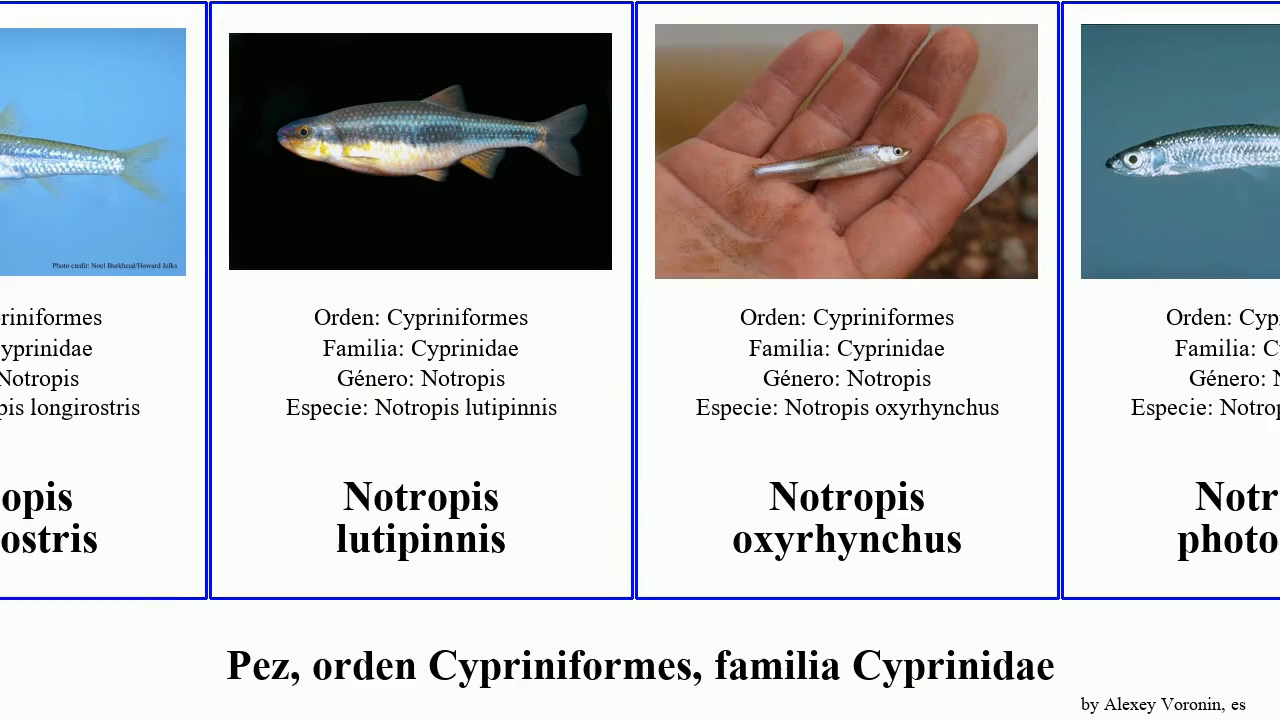 Photo credit: Noel Burkhead/Howard Jelks
riniformes
yprinidae
Notropis
pis longirostris
opis
ostris
Orden: Cypriniformes
Familia: Cyprinidae
Género: Notropis
Especie: Notropis lutipinnis
Notropis
lutipinnis
Orden: Cypriniformes
Familia: Cyprinidae
Género: Notropis
Especie: Notropis oxyrhynchus
Notropis
oxyrhynchus
Orden: Cyp
Familia: C
Género: N
Especie: Notrop
Notr
photo
Pez, orden Cypriniformes, familia Cyprinidae
by Alexey Voronin, es